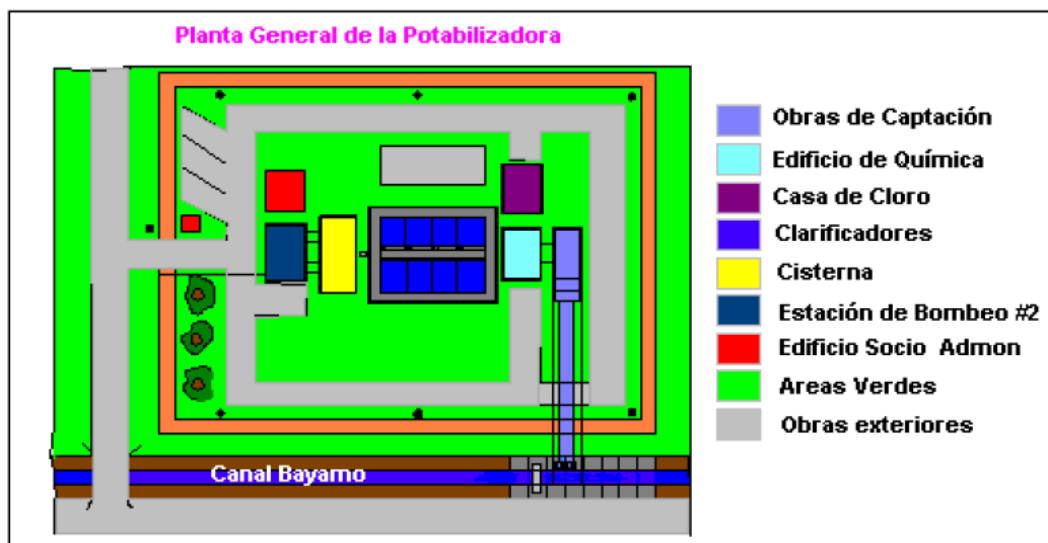 Planta General de la Potabilizadora
Obras de Captación
Edificio de Química
Casa de Cloro
Clarificadores
Cisterna
Estación de Bombeo #2
Edificio Socio Admon
Areas Verdes
Obras exteriores
Canal Bayamo